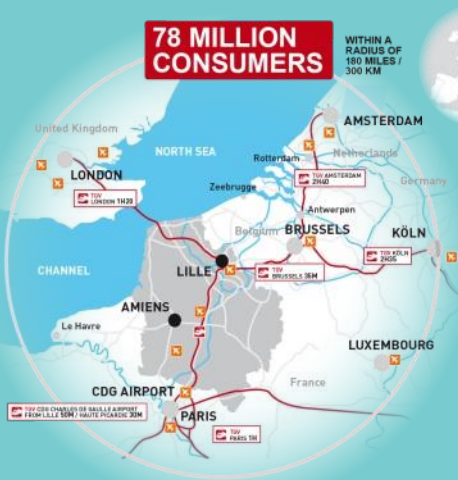 78 MILLION
CONSUMERS
WITHIN A
RADIUS OF
180 MILES /
300 KM
AMSTERDAM
United Kingdom
NORTH SEA
Rotterdam
Netherlands
LONDON
TGV
LONDON 1H20
Zeebrugge
TGV AMSTERDAM
2H40
Germany
Antwerpen
Belgium
BRUSSELS
KÖLN
TGV KÖLN
2H35
CHANNEL
LILLE
TGV
BRUSSELS 35M
AMIENS
Le Havre
LUXEMBOURG
CDG AIRPORT
France
TGV CDG CHARLES DE GAULLE AIRPORT
FROM LILLE 50M / HAUTE PICARDIE 30M
PARIS
TGV
PARIS 1H